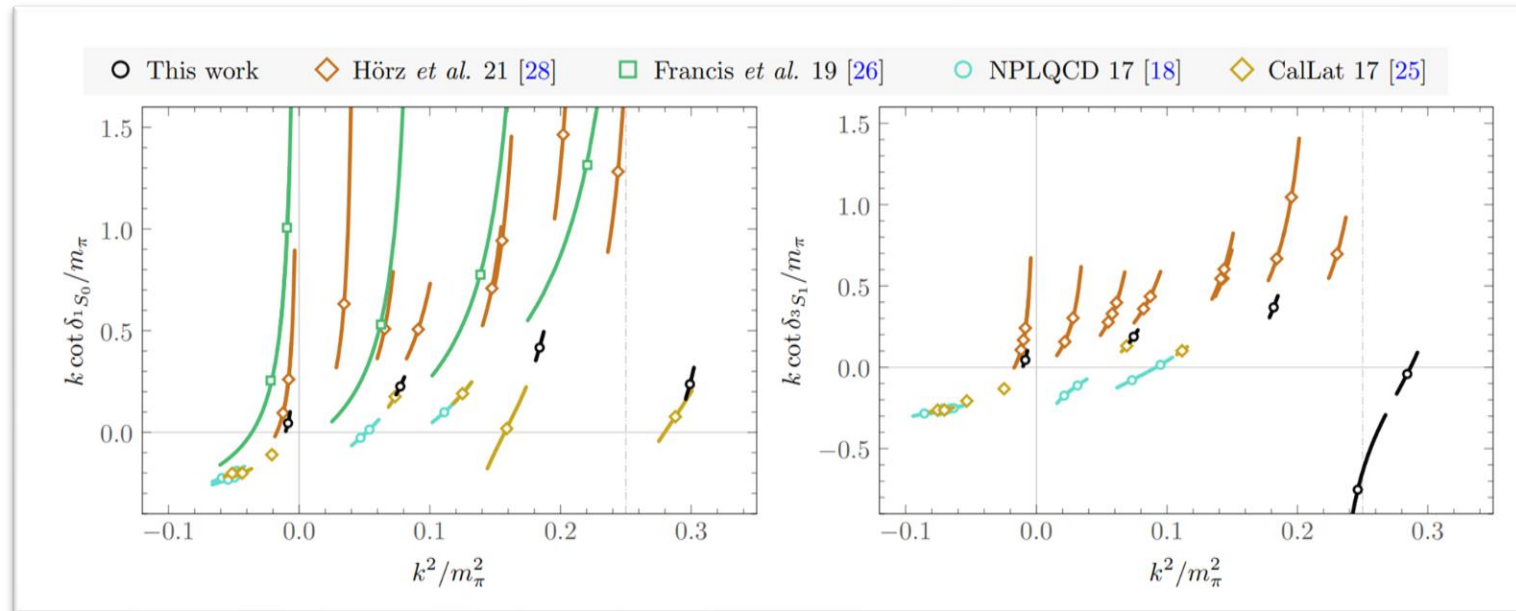 This work Hörz et al. 21 [28] Francis et al. 19 [26] NPLQCD 17 [18] CalLat 17 [25]
k cot δ₁S₀/mπ
1.5
1.0
0.5
0.0
−0.1 0.0 0.1 0.2 0.3
k²/m²π
k cot δ₃S₁/mπ
1.5
1.0
0.5
0.0
−0.5
−0.1 0.0 0.1 0.2 0.3
k²/m²π